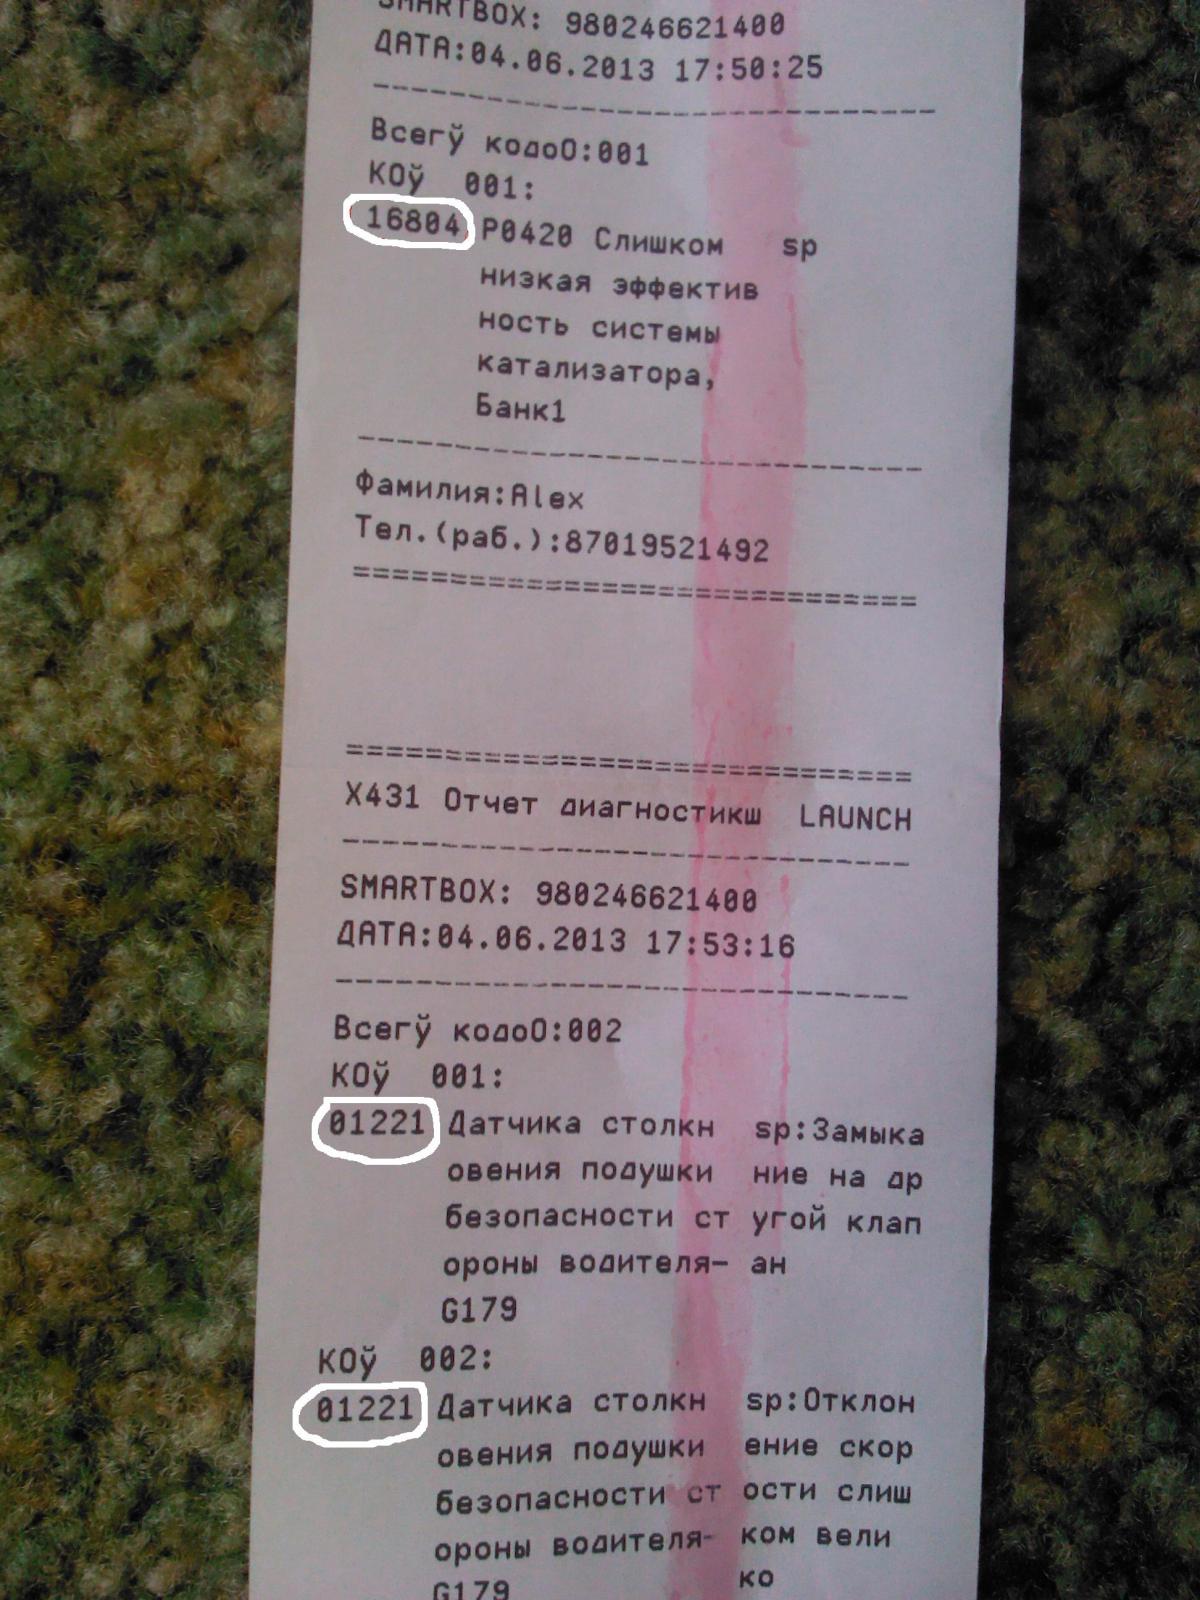 SMARTBOX: 980246621400
ДАТА:04.06.2013 17:50:25
Всегў кодоО:001
КОў 001:
16804 P0420 Слишком sp
низкая эффектив
ность системы
катализатора,
Банк1
Фамилия:Alex
Тел.(раб.):87019521492
X431 Отчет диагностикш LAUNCH
SMARTBOX: 980246621400
ДАТА:04.06.2013 17:53:16
Всегў кодоО:002
КОў 001:
01221 Датчика столкн sp:Замыка
овения подушки ние на др
безопасности ст угой клап
ороны водителя- ан
G179
КОў 002:
01221 Датчика столкн sp:Отклон
овения подушки ение скор
безопасности ст ости слиш
ороны водителя- ком вели
G179 ко